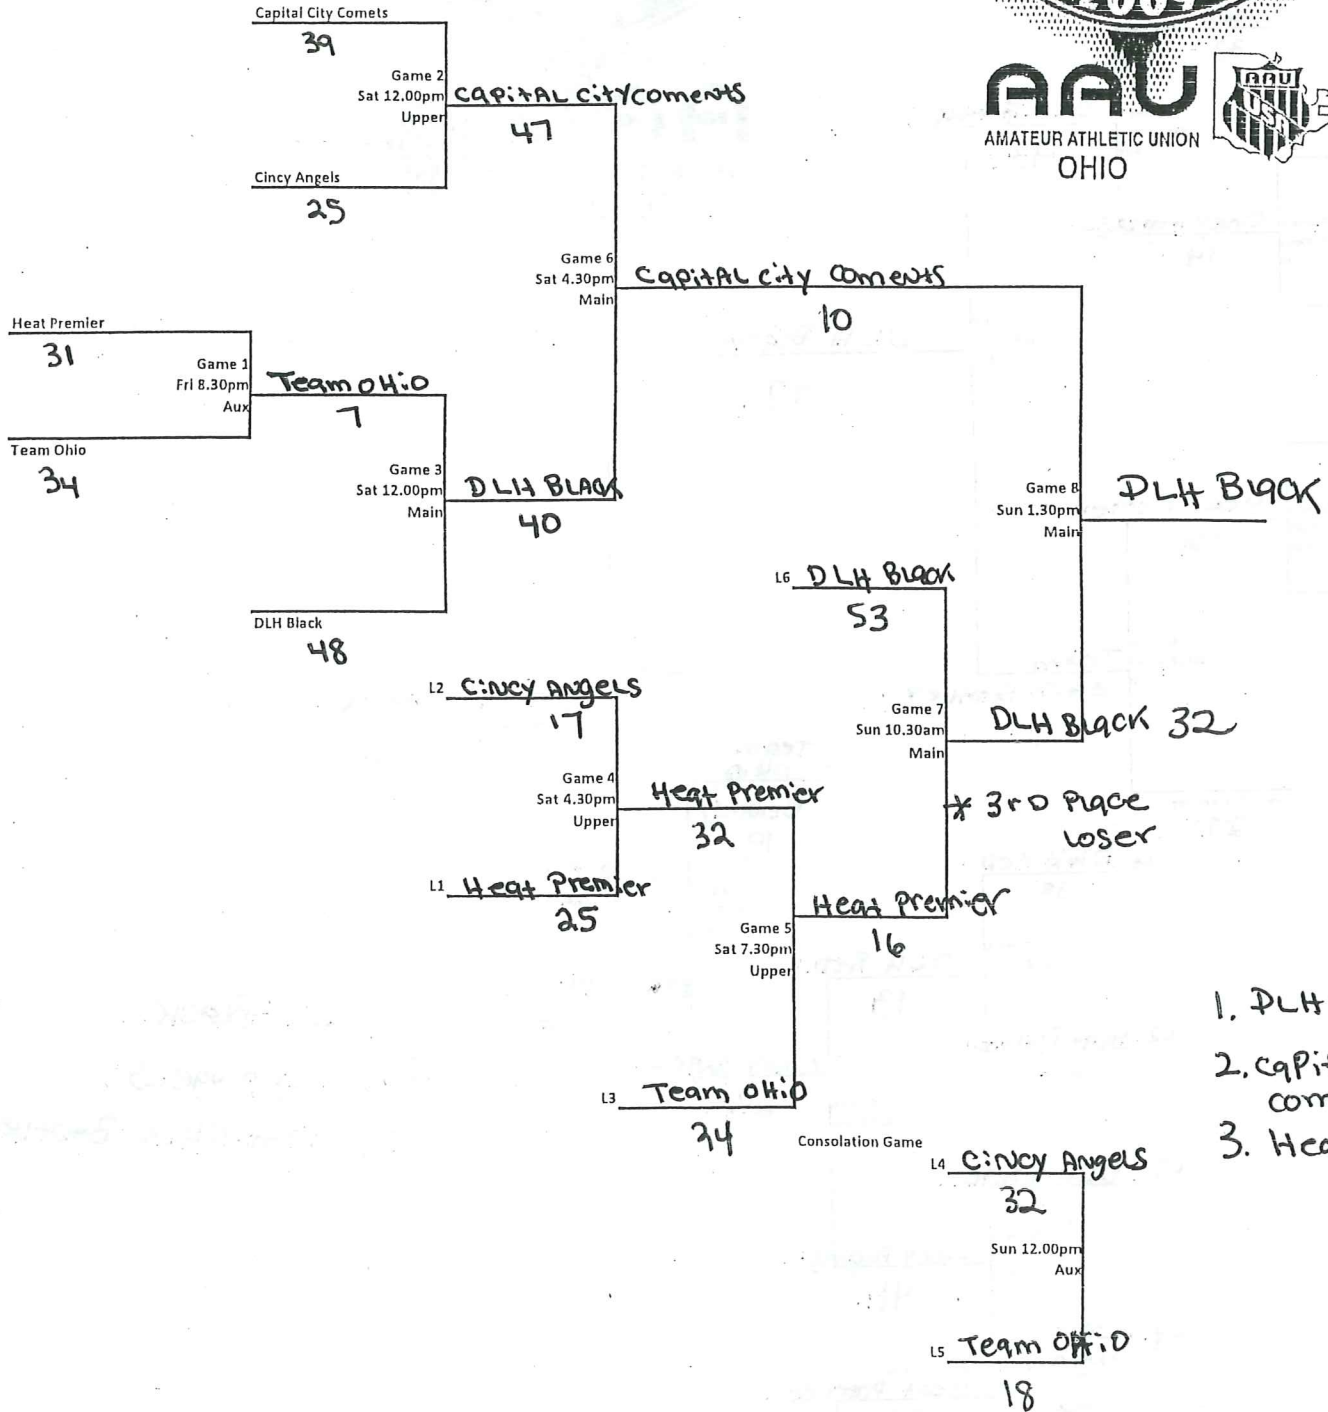 Capital City Comets
39
Game 2
Sat 12.00pm
Upper
CAPITAL CITY COMENTS
47
Cincy Angels
25
2009
AAU
AMATEUR ATHLETIC UNION
OHIO
AAU
USA
Game 6
Sat 4.30pm
Main
CAPITAL CITY COMENTS
10
Heat Premier
31
Game 1
Fri 8.30pm
Aux
Team OHiO
7
Team Ohio
34
Game 3
Sat 12.00pm
Main
DLH BLACK
40
DLH Black
48
Game 8
Sun 1.30pm
Main
DLH Black
L6 DLH Black
53
L2 Cincy Angels
17
Game 7
Sun 10.30am
Main
DLH Black 32
Game 4
Sat 4.30pm
Upper
Heat Premier
32
* 3rD Place
Loser
L1 Heat Premier
25
Game 5
Sat 7.30pm
Upper
Heat Premier
16
L3 Team OHiO
24
1. DLH
2.
3.
Consolation Game
L4 Cincy Angels
32
Sun 12.00pm
Aux
L5 Team OHiO
18